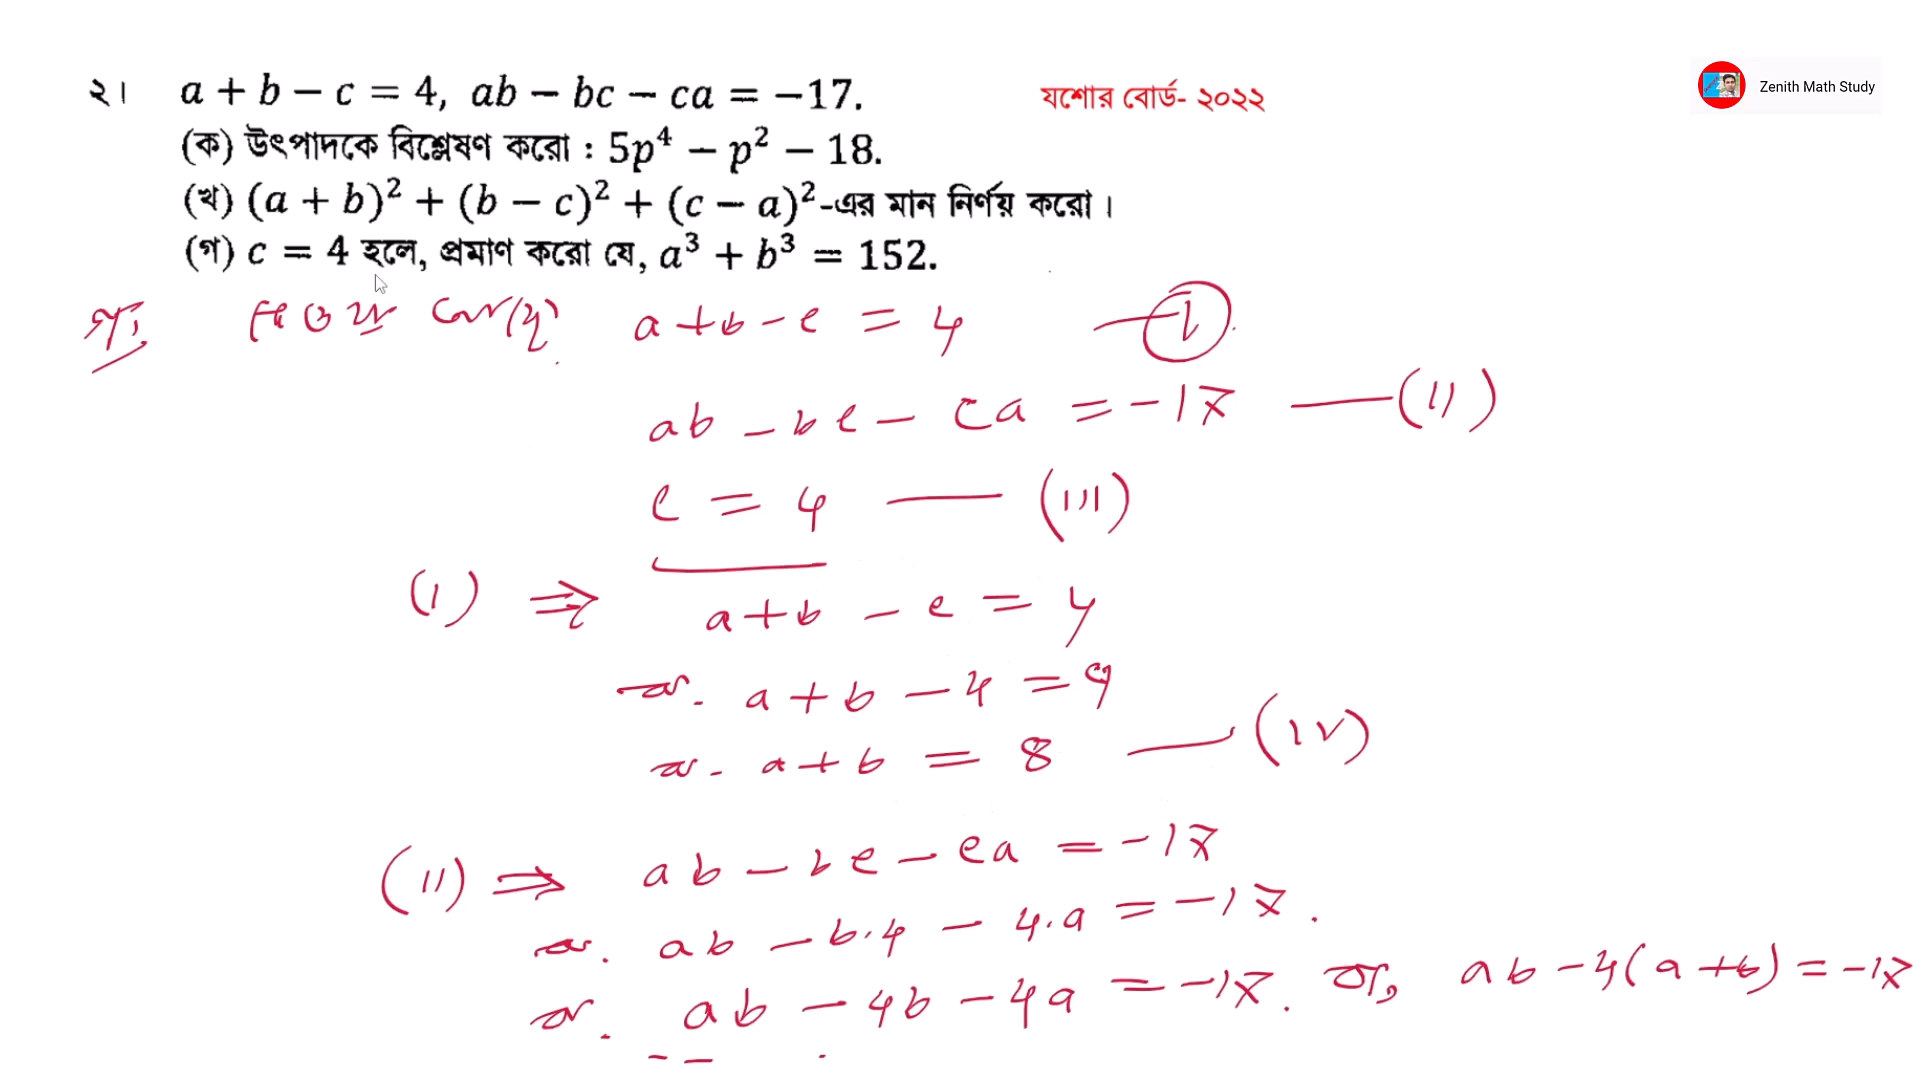 ২। a + b − c = 4, ab − bc − ca = −17. যশোর বোর্ড- ২০২২ Zenith Math Study
(ক) উৎপাদকে বিশ্লেষণ করো : 5p⁴ − p² − 18.
(খ) (a + b)² + (b − c)² + (c − a)²-এর মান নির্ণয় করো।
(গ) c = 4 হলে, প্রমাণ করো যে, a³ + b³ = 152.
a + b − c = 4 — (i)
ab − bc − ca = −17 — (ii)
c = 4 — (iii)
(i) ⇒ a + b − c = 4
বা, a + b − 4 = 4
বা, a + b = 8 — (iv)
(ii) ⇒ ab − bc − ca = −17
বা, ab − b.4 − 4.a = −17.
বা, ab − 4b − 4a = −17. বা, ab − 4(a + b) = −17